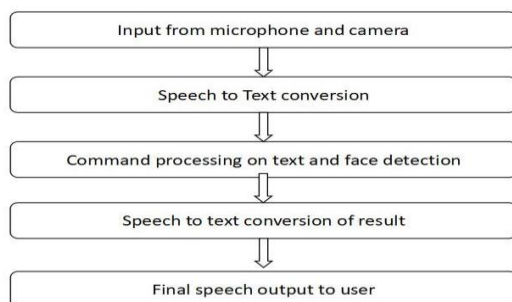 Input from microphone and camera
Speech to Text conversion
Command processing on text and face detection
Speech to text conversion of result
Final speech output to user